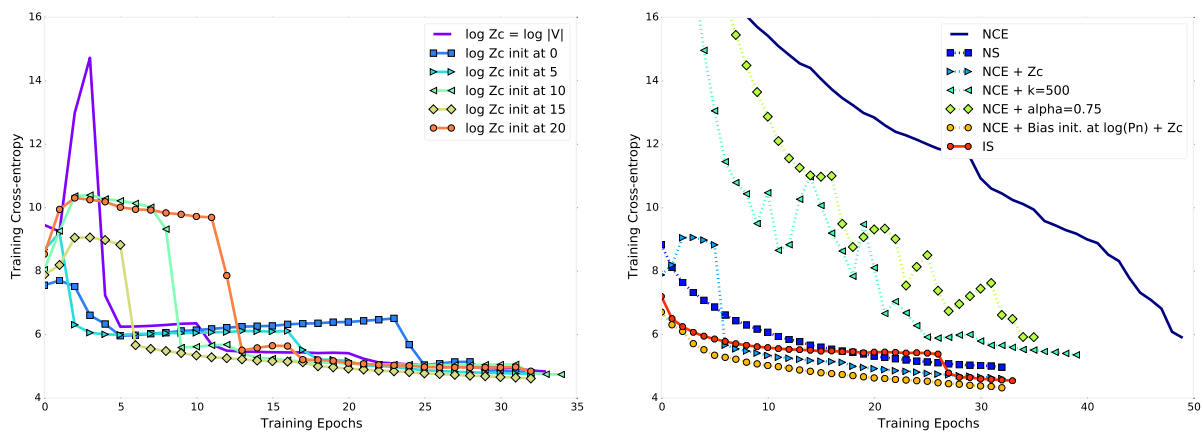 16
14
12
10
8
6
4
0
5
10
15
20
25
30
35
Training Cross-entropy
Training Epochs
log Zc = log |V|
log Zc init at 0
log Zc init at 5
log Zc init at 10
log Zc init at 15
log Zc init at 20
16
14
12
10
8
6
4
0
10
20
30
40
50
Training Cross-entropy
Training Epochs
NCE
NS
NCE + Zc
NCE + k=500
NCE + alpha=0.75
NCE + Bias init. at log(Pn) + Zc
IS